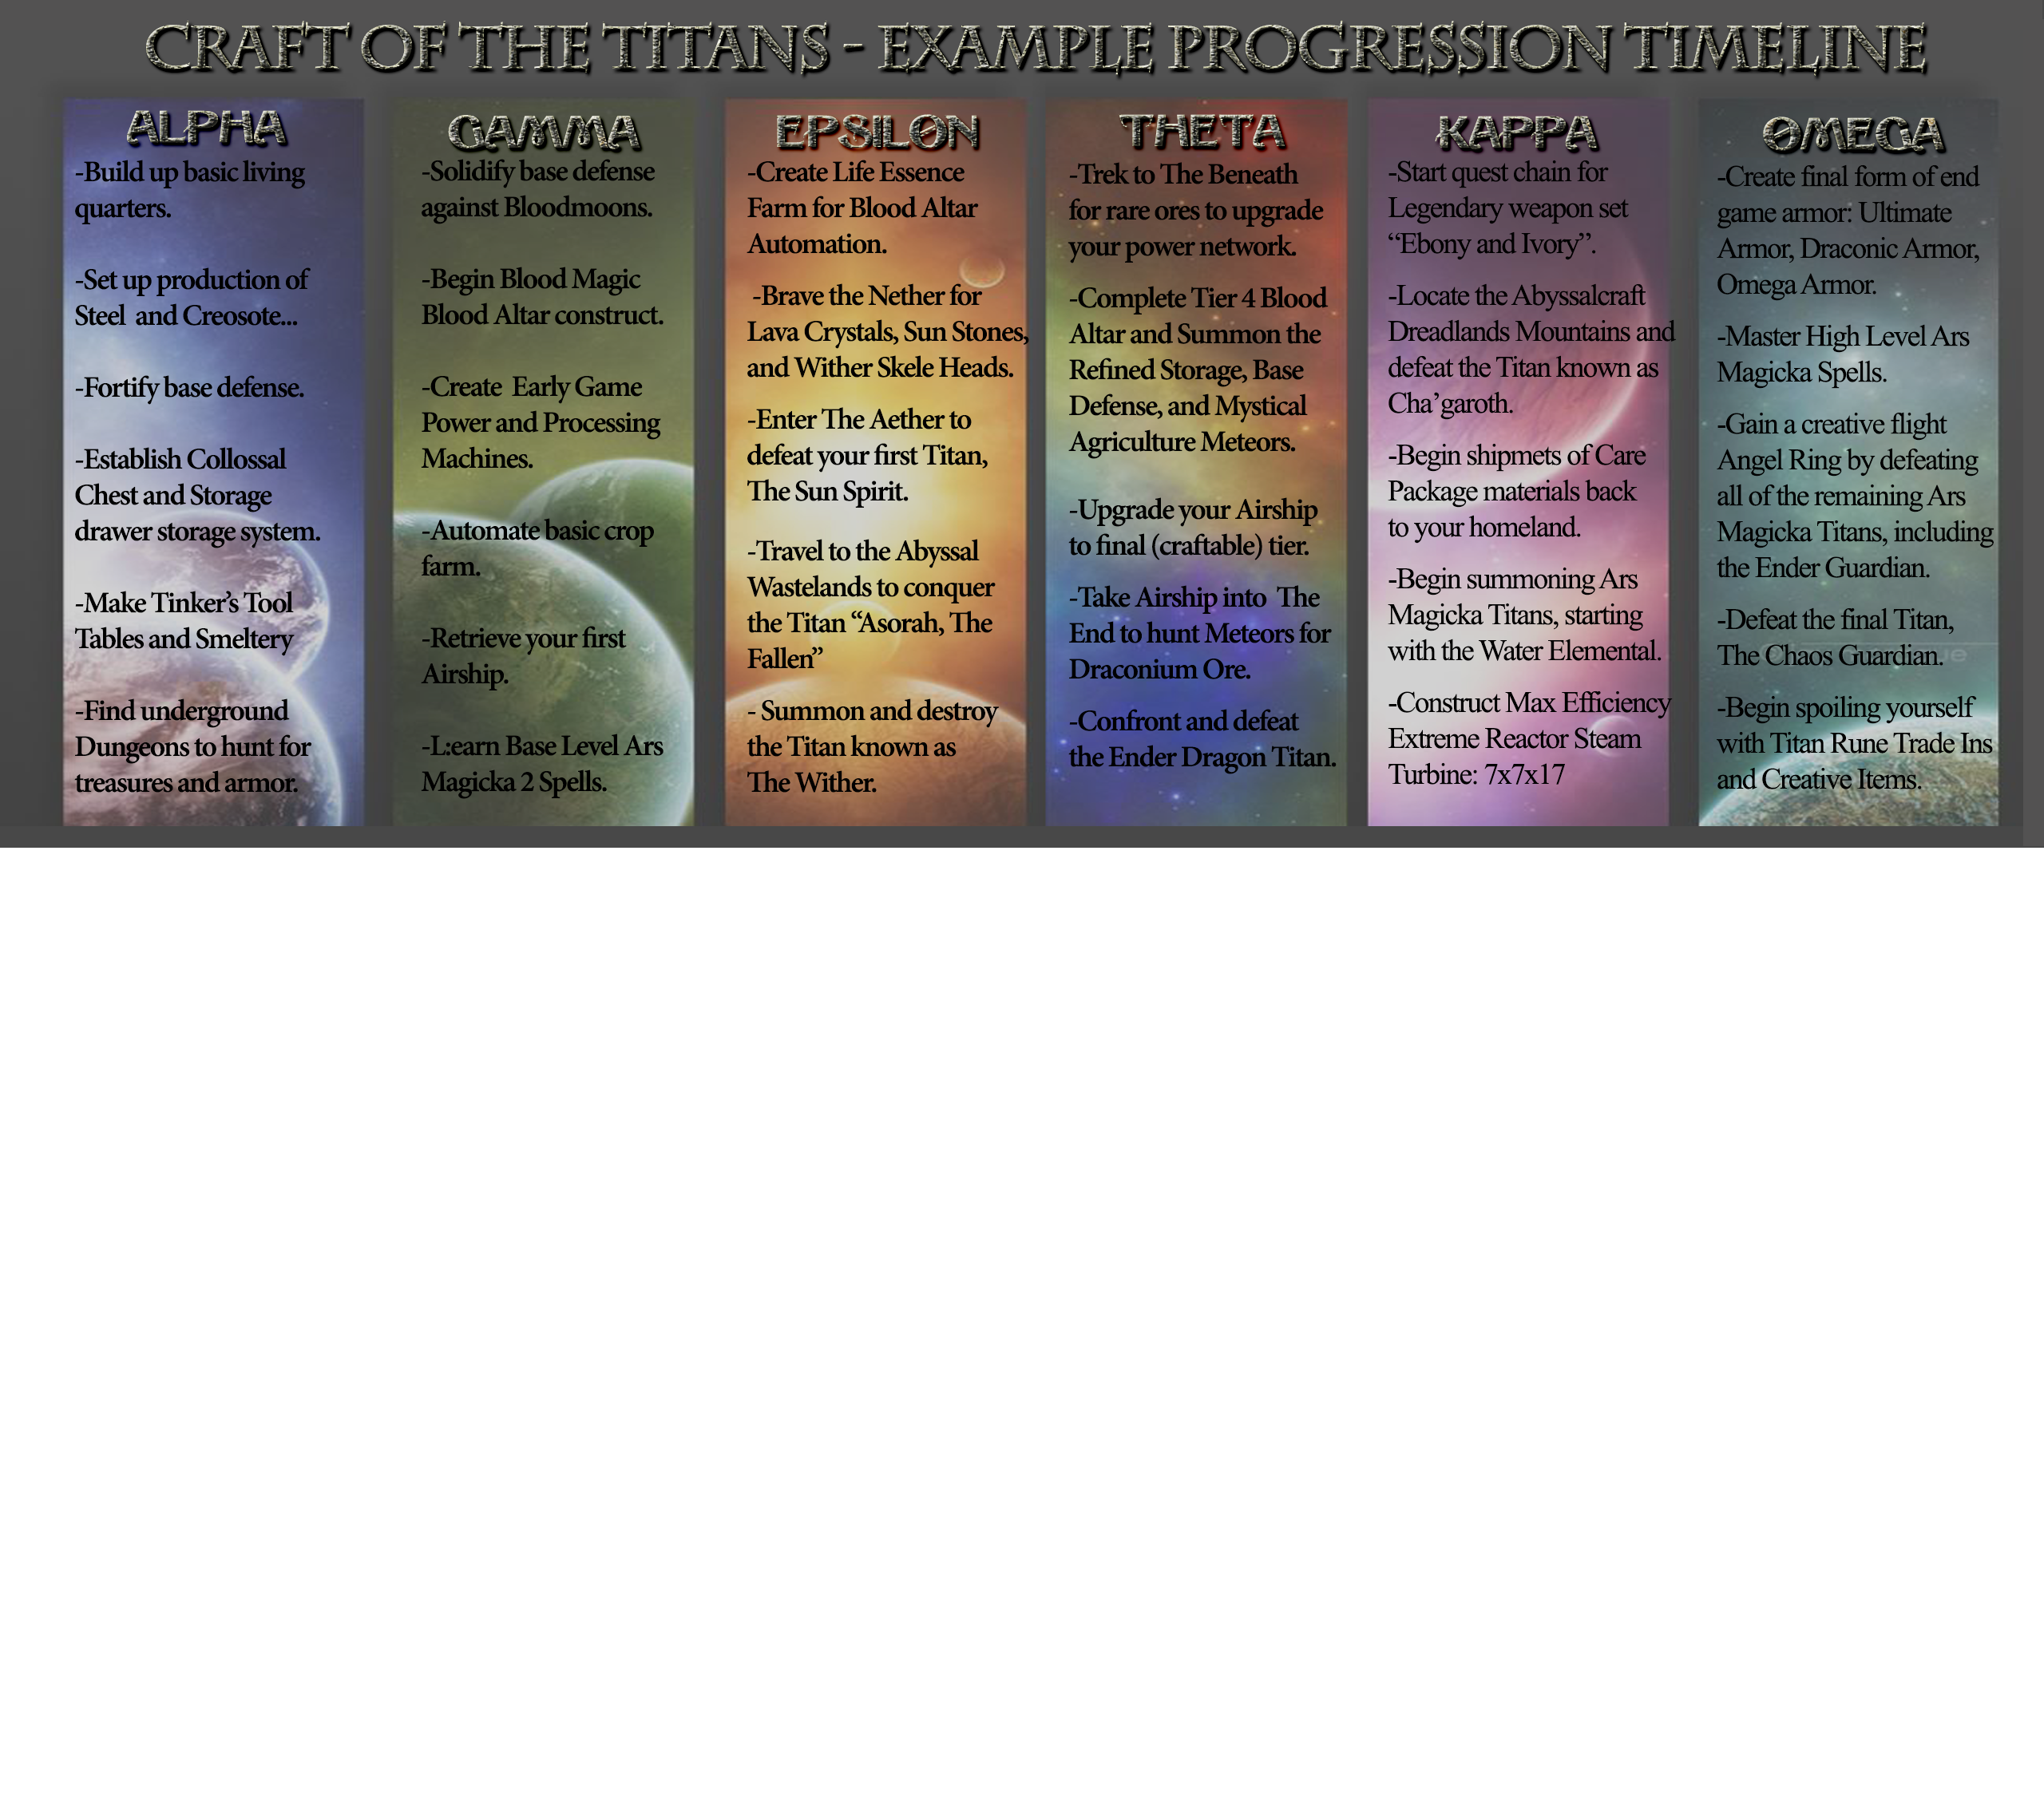 CRAFT OF THE TITANS - EXAMPLE PROGRESSION TIMELINE
ALPHA
-Build up basic living
quarters.
-Set up production of
Steel and Creosote...
-Fortify base defense.
-Establish Collossal
Chest and Storage
drawer storage system.
-Make Tinker's Tool
Tables and Smeltery
-Find underground
Dungeons to hunt for
treasures and armor.
GAMMA
-Solidify base defense
against Bloodmoons.
-Begin Blood Magic
Blood Altar construct.
-Create Early Game
Power and Processing
Machines.
-Automate basic crop
farm.
-Retrieve your first
Airship.
-L:earn Base Level Ars
Magicka 2 Spells.
EPSILON
-Create Life Essence
Farm for Blood Altar
Automation.
-Brave the Nether for
Lava Crystals, Sun Stones,
and Wither Skele Heads.
-Enter The Aether to
defeat your first Titan,
The Sun Spirit.
-Travel to the Abyssal
Wastelands to conquer
the Titan “Asorah, The
Fallen”
- Summon and destroy
the Titan known as
The Wither.
THETA
-Trek to The Beneath
for rare ores to upgrade
your power network.
-Complete Tier 4 Blood
Altar and Summon the
Refined Storage, Base
Defense, and Mystical
Agriculture Meteors.
-Upgrade your Airship
to final (craftable) tier.
-Take Airship into The
End to hunt Meteors for
Draconium Ore.
-Confront and defeat
the Ender Dragon Titan.
KAPPA
-Start quest chain for
Legendary weapon set
“Ebony and Ivory”.
-Locate the Abyssalcraft
Dreadlands Mountains and
defeat the Titan known as
Cha'garoth.
-Begin shipmets of Care
Package materials back
to your homeland.
-Begin summoning Ars
Magicka Titans, starting
with the Water Elemental.
-Construct Max Efficiency
Extreme Reactor Steam
Turbine: 7x7x17
OMEGA
-Create final form of end
game armor: Ultimate
Armor, Draconic Armor,
Omega Armor.
-Master High Level Ars
Magicka Spells.
-Gain a creative flight
Angel Ring by defeating
all of the remaining Ars
Magicka Titans, including
the Ender Guardian.
-Defeat the final Titan,
The Chaos Guardian.
-Begin spoiling yourself
with Titan Rune Trade Ins
and Creative Items.